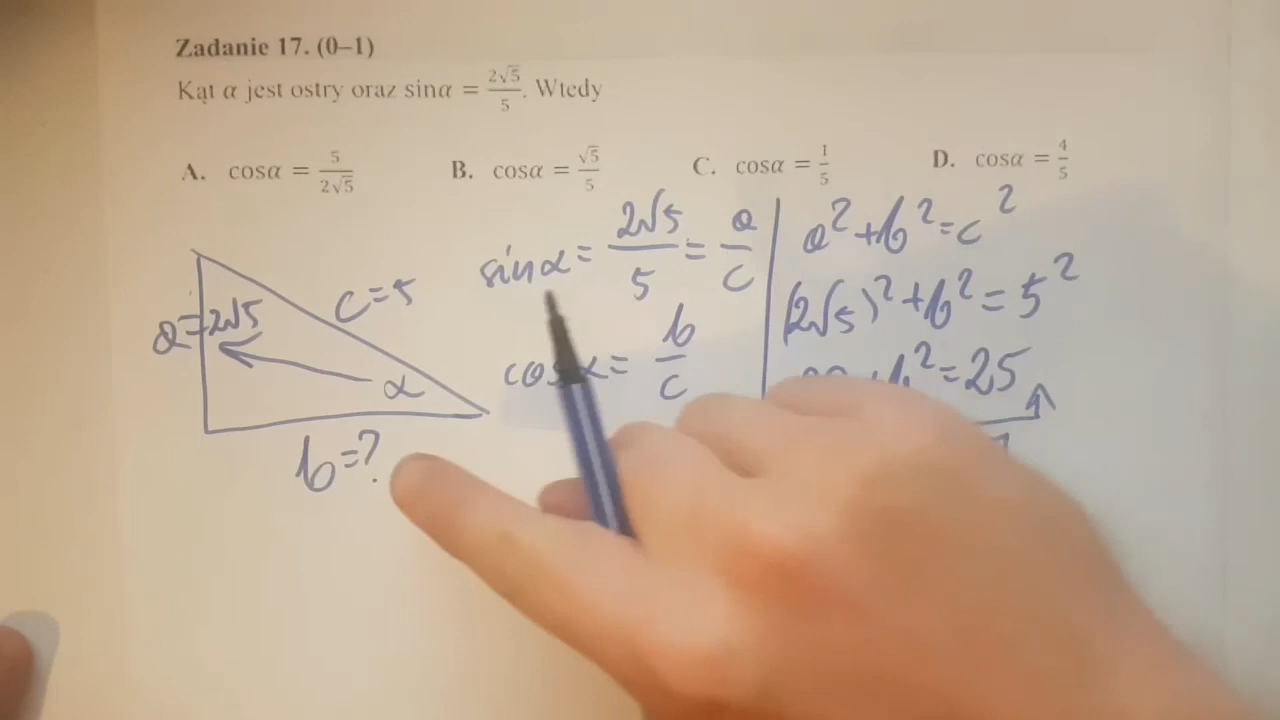 Zadanie 17. (0–1)
Kąt α jest ostry oraz sinα = 2√5/5. Wtedy
A. cosα = 5/2√5 B. cosα = √5/5 C. cosα = 1/5 D. cosα = 4/5
sinα = 2√5/5 = a/c
cosα = b/c
a² + b² = c²
(2√5)² + b² = 5²
b² = 25
a = 2√5
c = 5
α
b = ?